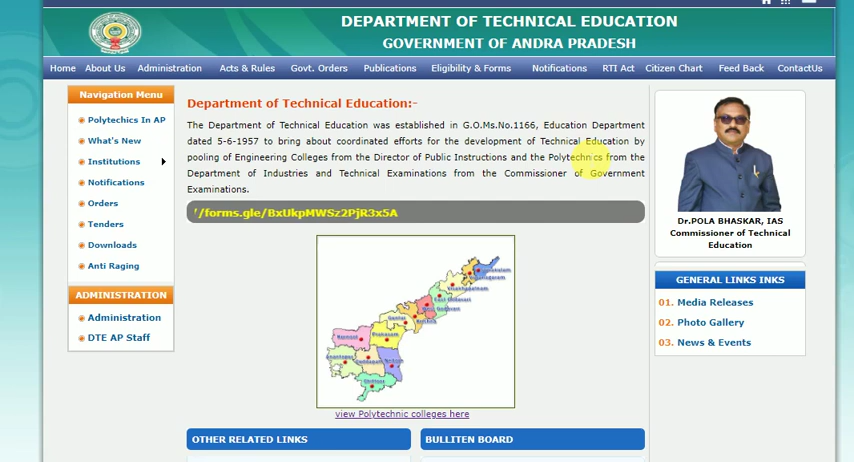 DEPARTMENT OF TECHNICAL EDUCATION
GOVERNMENT OF ANDRA PRADESH
Home About Us Administration Acts & Rules Govt. Orders Publications Eligibility & Forms Notifications RTI Act Citizen Chart Feed Back ContactUs
Navigation Menu
Polytechics In AP
What's New
Institutions
Notifications
Orders
Tenders
Downloads
Anti Raging
ADMINISTRATION
Administration
DTE AP Staff
Department of Technical Education:-
The Department of Technical Education was established in G.O.Ms.No.1166, Education Department
dated 5-6-1957 to bring about coordinated efforts for the development of Technical Education by
pooling of Engineering Colleges from the Director of Public Instructions and the Polytechnics from the
Department of Industries and Technical Examinations from the Commissioner of Government
Examinations.
//forms.gle/BxUkpMWSz2PjR3x5A
view Polytechnic colleges here
OTHER RELATED LINKS
BULLITEN BOARD
Dr.POLA BHASKAR, IAS
Commissioner of Technical
Education
GENERAL LINKS INKS
01. Media Releases
02. Photo Gallery
03. News & Events